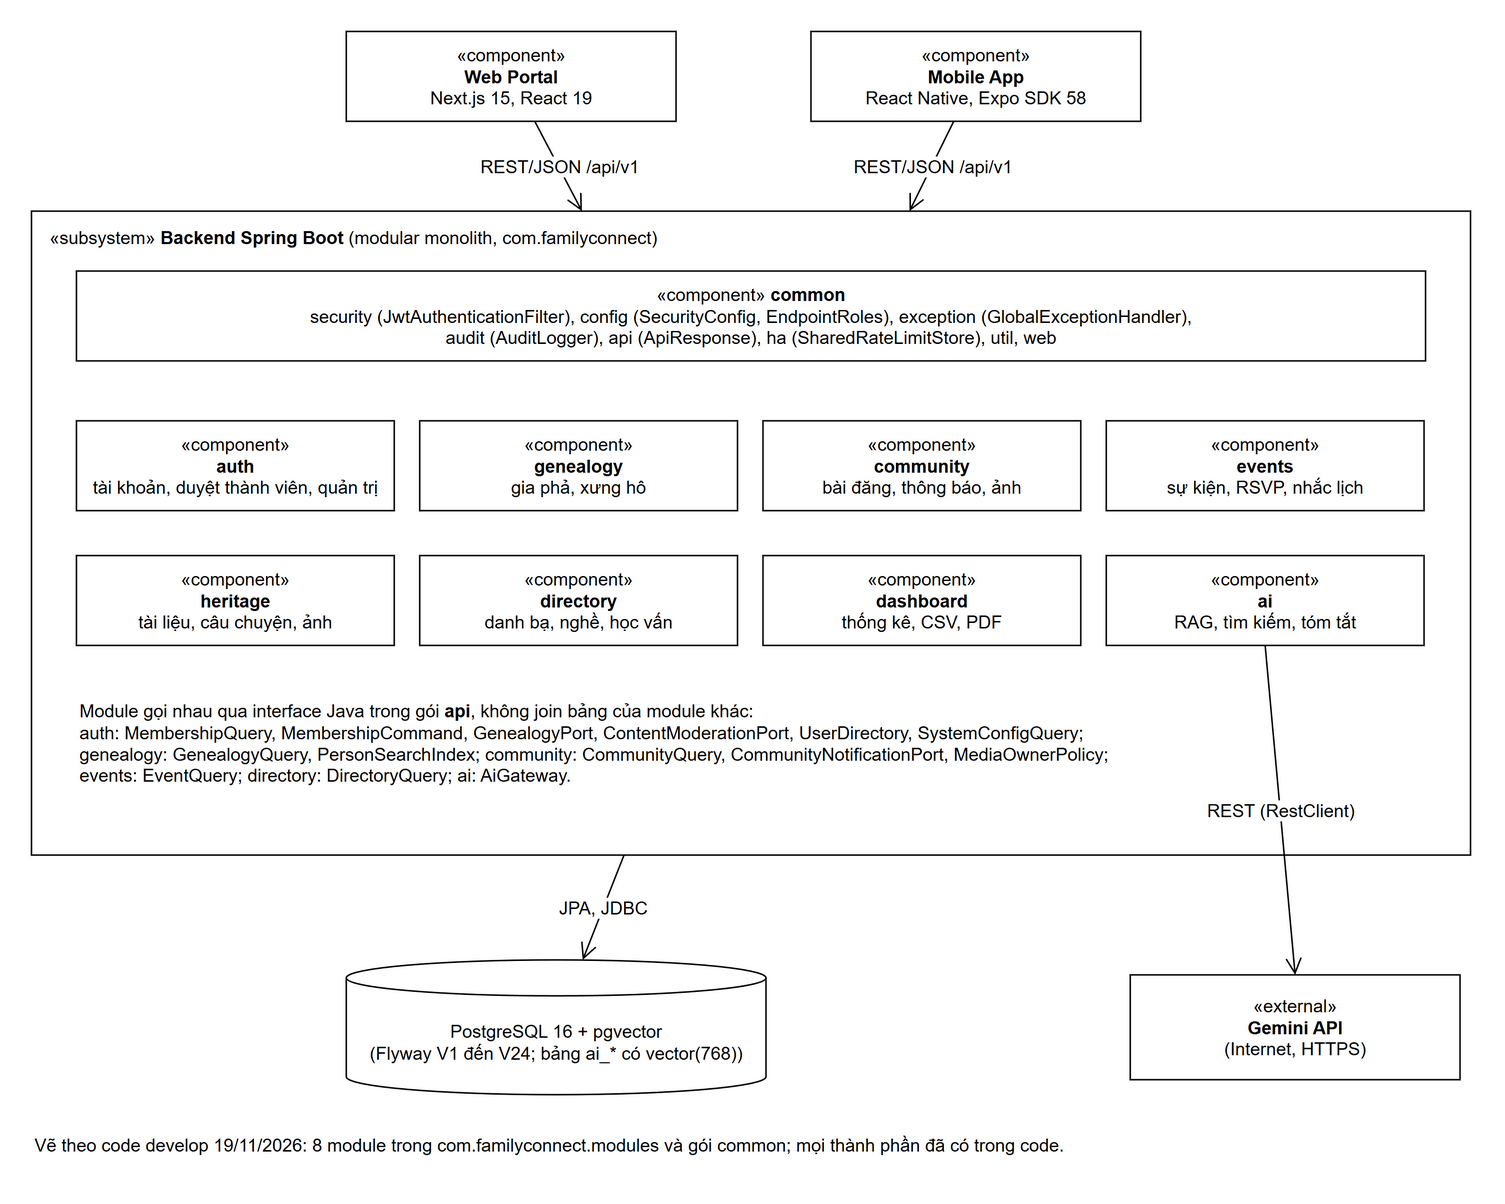 «component»
Web Portal
Next.js 15, React 19
«component»
Mobile App
React Native, Expo SDK 58
REST/JSON /api/v1
REST/JSON /api/v1
«subsystem» Backend Spring Boot (modular monolith, com.familyconnect)
«component» common
security (JwtAuthenticationFilter), config (SecurityConfig, EndpointRoles), exception (GlobalExceptionHandler),
audit (AuditLogger), api (ApiResponse), ha (SharedRateLimitStore), util, web
«component»
auth
tài khoản, duyệt thành viên, quản trị
«component»
genealogy
gia phả, xưng hô
«component»
community
bài đăng, thông báo, ảnh
«component»
events
sự kiện, RSVP, nhắc lịch
«component»
heritage
tài liệu, câu chuyện, ảnh
«component»
directory
danh bạ, nghề, học vấn
«component»
dashboard
thống kê, CSV, PDF
«component»
ai
RAG, tìm kiếm, tóm tắt
Module gọi nhau qua interface Java trong gói api, không join bảng của module khác:
auth: MembershipQuery, MembershipCommand, GenealogyPort, ContentModerationPort, UserDirectory, SystemConfigQuery;
genealogy: GenealogyQuery, PersonSearchIndex; community: CommunityQuery, CommunityNotificationPort, MediaOwnerPolicy;
events: EventQuery; directory: DirectoryQuery; ai: AiGateway.
REST (RestClient)
JPA, JDBC
PostgreSQL 16 + pgvector
(Flyway V1 đến V24; bảng ai_* có vector(768))
«external»
Gemini API
(Internet, HTTPS)
Vẽ theo code develop 19/11/2026: 8 module trong com.familyconnect.modules và gói common; mọi thành phần đã có trong code.